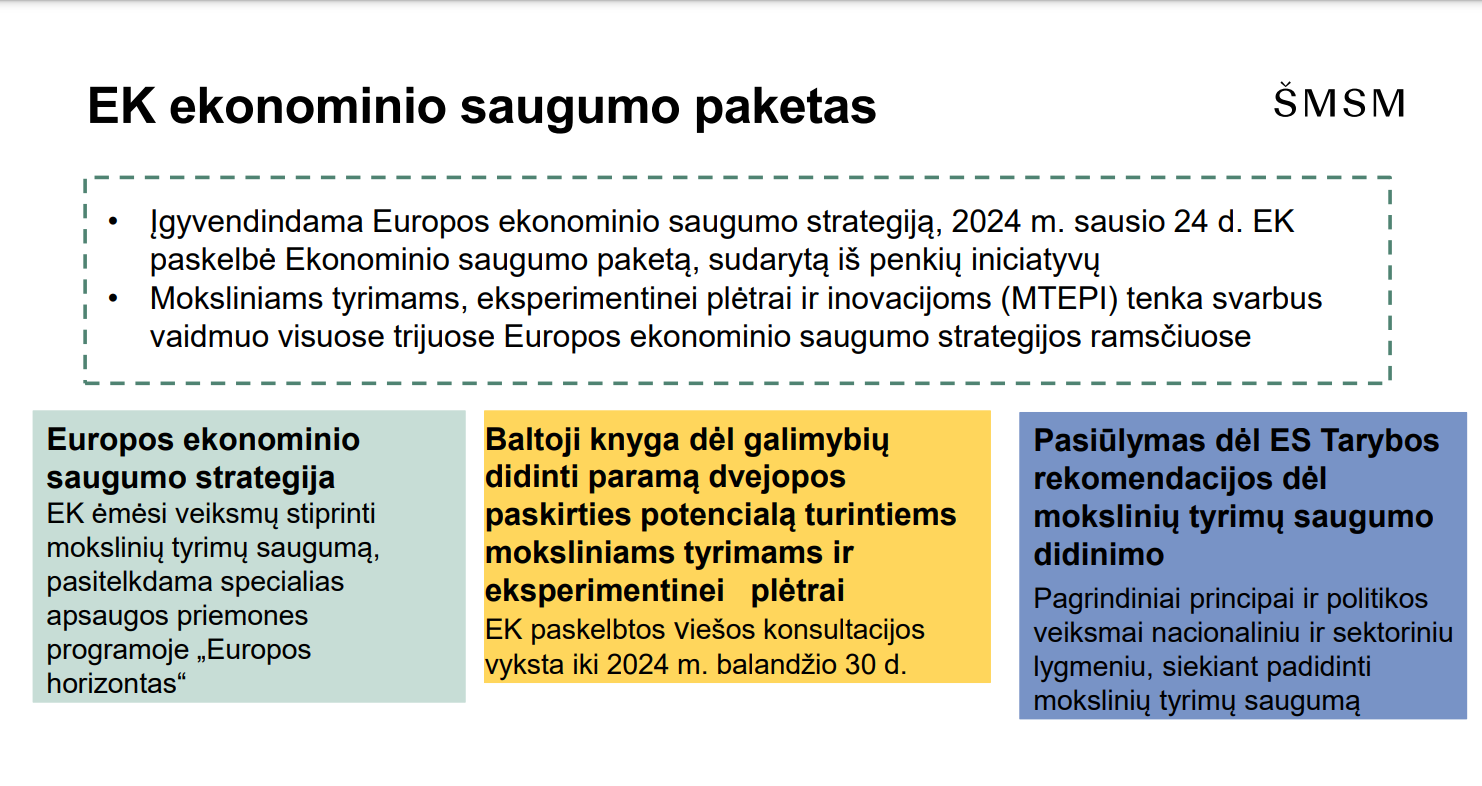 EK ekonominio saugumo paketas
ŠMSM
• Įgyvendindama Europos ekonominio saugumo strategiją, 2024 m. sausio 24 d. EK
paskelbė Ekonominio saugumo paketą, sudarytą iš penkių iniciatyvų
• Moksliniams tyrimams, eksperimentinei plėtrai ir inovacijoms (MTEPI) tenka svarbus
vaidmuo visuose trijuose Europos ekonominio saugumo strategijos ramsčiuose
Europos ekonominio
saugumo strategija
EK ėmėsi veiksmų stiprinti
mokslinių tyrimų saugumą,
pasitelkdama specialias
apsaugos priemones
programoje „Europos
horizontas“
Baltoji knyga dėl galimybių
didinti paramą dvejopos
paskirties potencialą turintiems
moksliniams tyrimams ir
eksperimentinei plėtrai
EK paskelbtos viešos konsultacijos
vyksta iki 2024 m. balandžio 30 d.
Pasiūlymas dėl ES Tarybos
rekomendacijos dėl
mokslinių tyrimų saugumo
didinimo
Pagrindiniai principai ir politikos
veiksmai nacionaliniu ir sektoriniu
lygmeniu, siekiant padidinti
mokslinių tyrimų saugumą